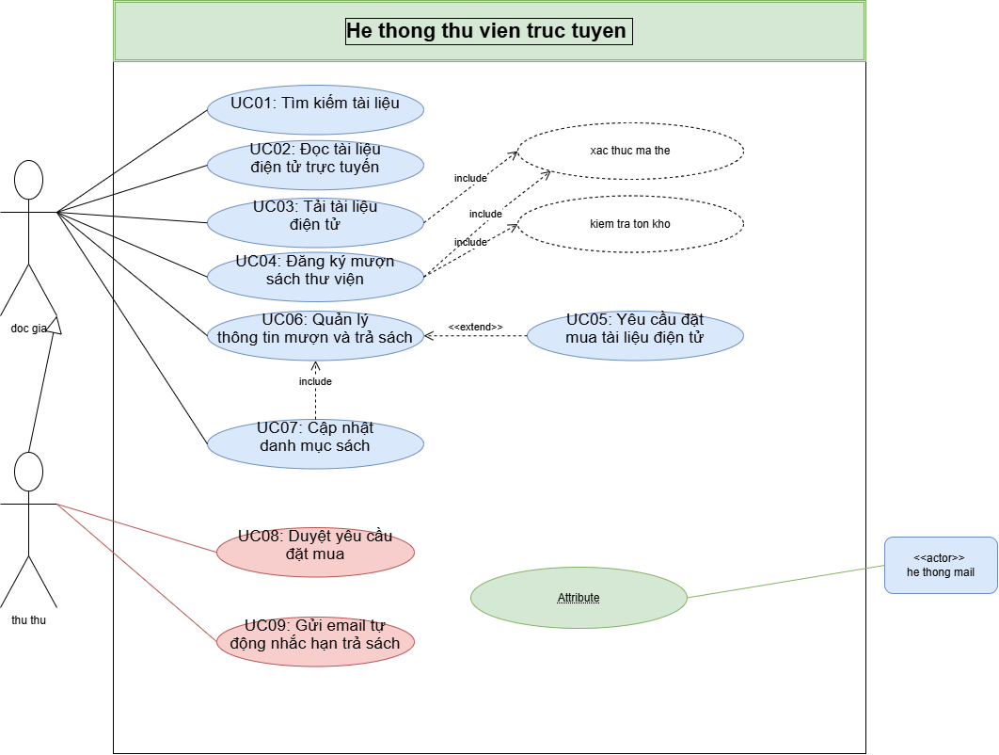 He thong thu vien truc tuyen
UC01: Tìm kiếm tài liệu
UC02: Đọc tài liệu
điện tử trực tuyến
xac thuc ma the
include
UC03: Tải tài liệu
điện tử
include
kiem tra ton kho
include
UC04: Đăng ký mượn
sách thư viện
doc gia
UC06: Quản lý
thông tin mượn và trả sách
<<extend>>
UC05: Yêu cầu đặt
mua tài liệu điện tử
include
UC07: Cập nhật
danh mục sách
UC08: Duyệt yêu cầu
đặt mua
<<actor>>
he thong mail
Attribute
thu thu
UC09: Gửi email tự
động nhắc hạn trả sách